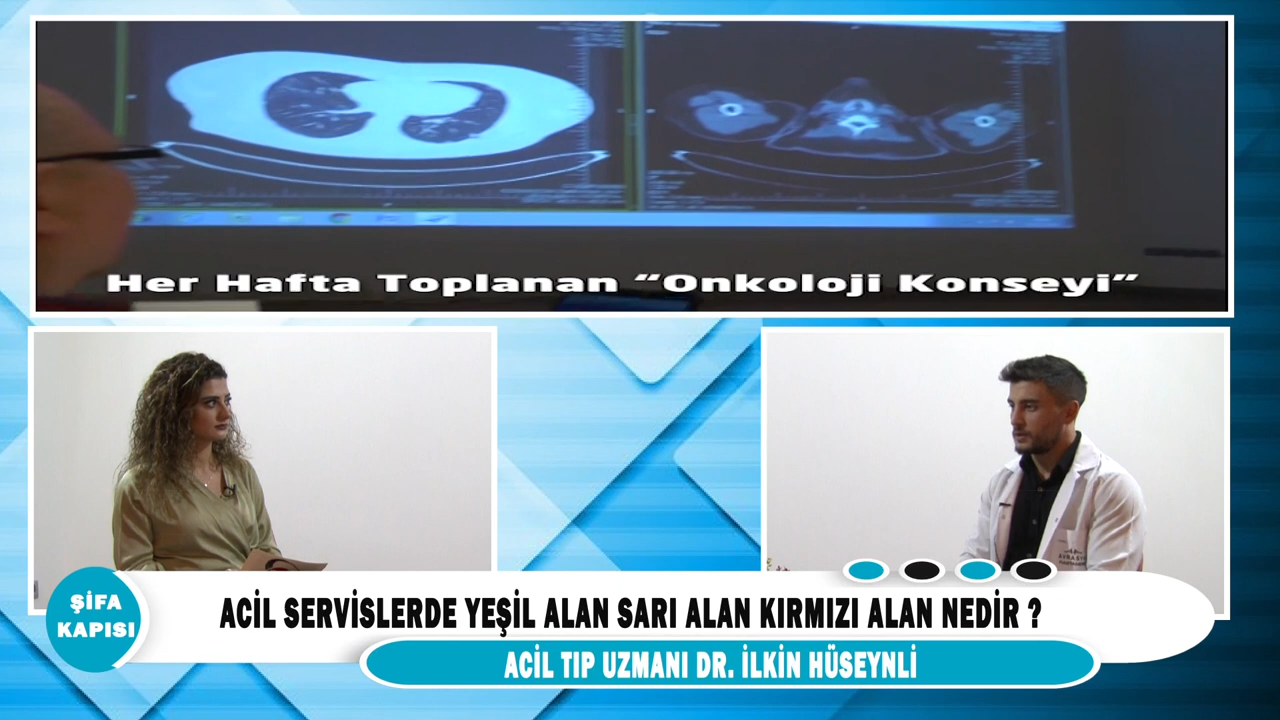 Her Hafta Toplanan “Onkoloji Konseyi”
ŞİFA
KAPISI
ACİL SERVİSLERDE YEŞİL ALAN SARI ALAN KIRMIZI ALAN NEDİR ?
ACİL TIP UZMANI DR. İLKİN HÜSEYNLİ